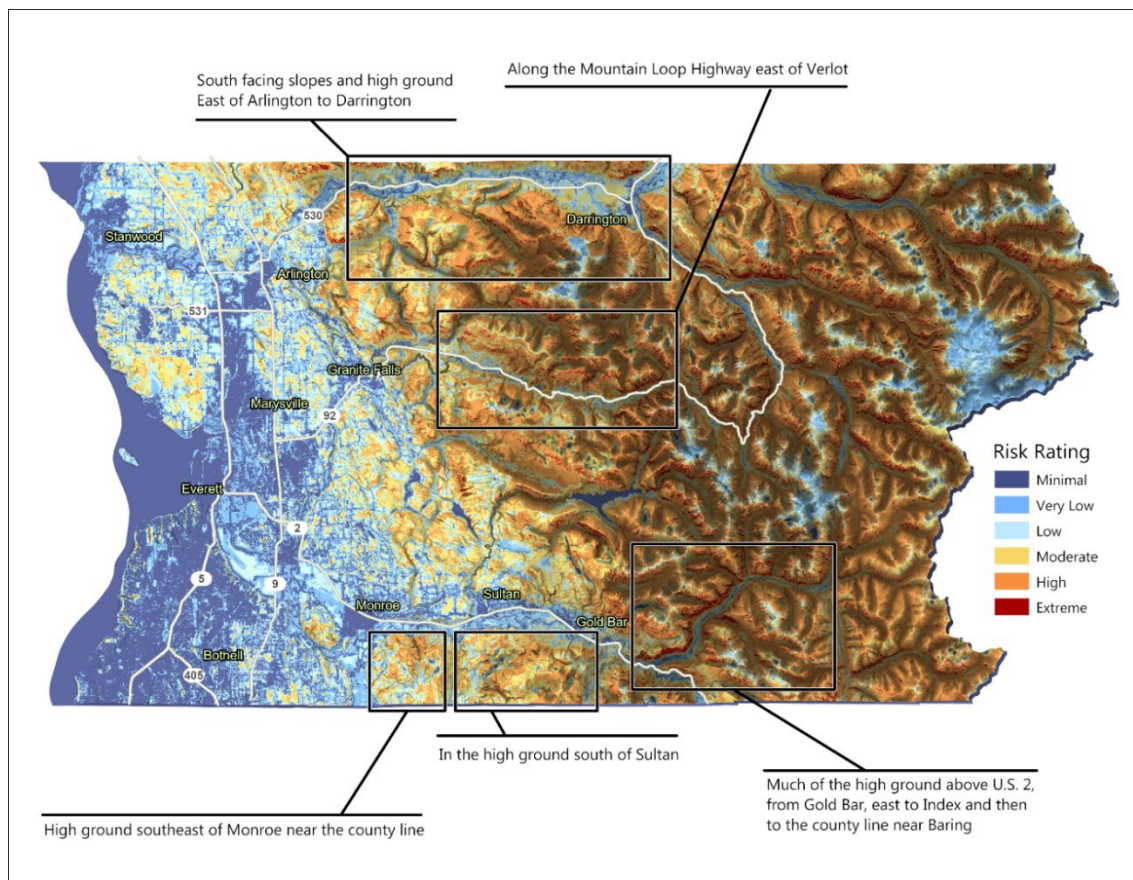 South facing slopes and high ground
East of Arlington to Darrington
Along the Mountain Loop Highway east of Verlot
530
Darrington
Stanwood
Arlington
531
Granite Falls
Marysville
92
Everett
2
5
9
Monroe
Sultan
Gold Bar
Bothell
405
Risk Rating
Minimal
Very Low
Low
Moderate
High
Extreme
In the high ground south of Sultan
High ground southeast of Monroe near the county line
Much of the high ground above U.S. 2,
from Gold Bar, east to Index and then
to the county line near Baring